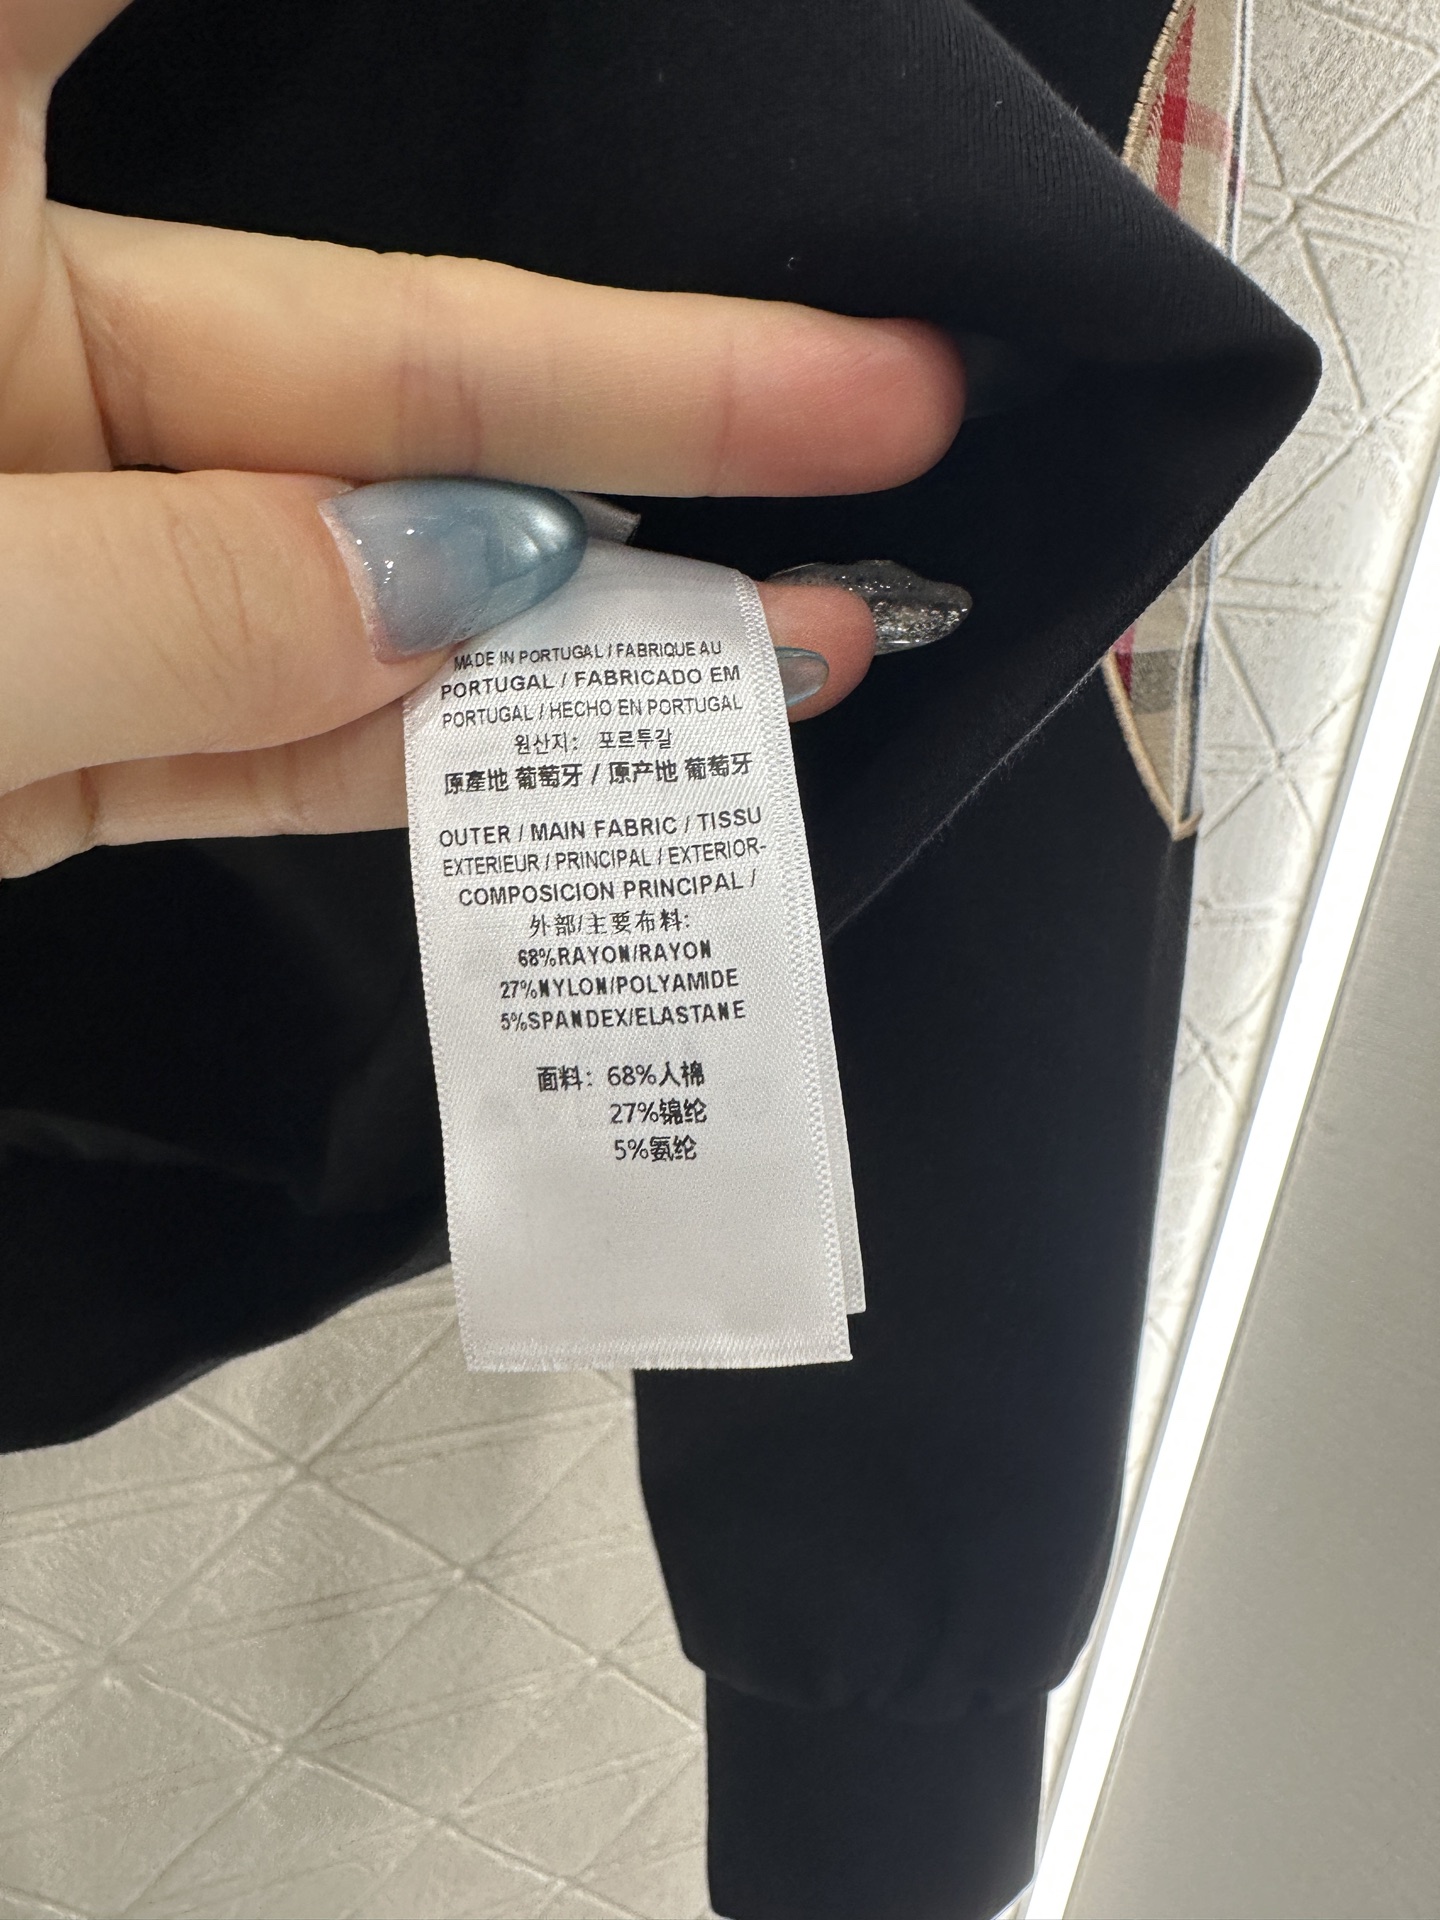 MADE IN PORTUGAL / FABRIQUE AU
PORTUGAL / FABRICADO EM
PORTUGAL / HECHO EN PORTUGAL
원산지: 포르투갈
原產地 葡萄牙 / 原产地 葡萄牙
OUTER / MAIN FABRIC / TISSU
EXTERIEUR / PRINCIPAL / EXTERIOR-
COMPOSICION PRINCIPAL /
外部/主要布料:
68%RAYON/RAYON
27%NYLON/POLYAMIDE
5%SPANDEX/ELASTANE
面料: 68%人棉
27%锦纶
5%氨纶